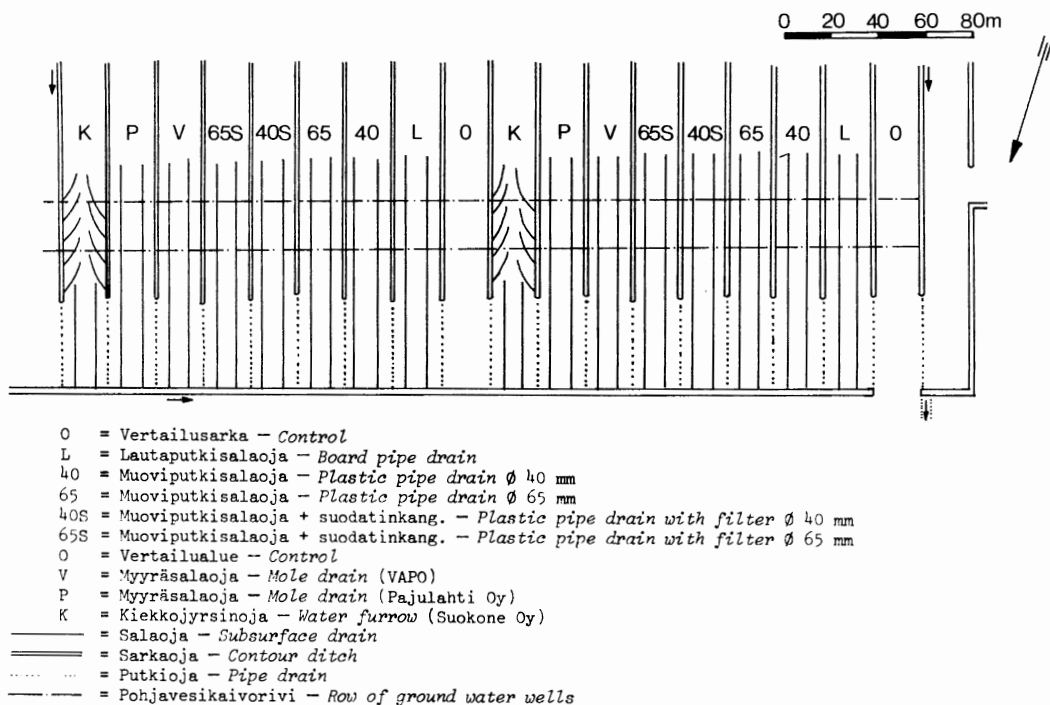 0 20 40 60 80m
K P V 65S 40S 65 40 L O K P V 65S 40S 65 40 L O
O = Vertailusarka – Control
L = Lautaputkisalaoja – Board pipe drain
40 = Muoviputkisalaoja – Plastic pipe drain Ø 40 mm
65 = Muoviputkisalaoja – Plastic pipe drain Ø 65 mm
40S = Muoviputkisalaoja + suodatinkang. – Plastic pipe drain with filter Ø 40 mm
65S = Muoviputkisalaoja + suodatinkang. – Plastic pipe drain with filter Ø 65 mm
O = Vertailualue – Control
V = Myyräsalaoja – Mole drain (VAPO)
P = Myyräsalaoja – Mole drain (Pajulahti Oy)
K = Kiekkojyrsinoja – Water furrow (Suokone Oy)
= Salaoja – Subsurface drain
= Sarkaoja – Contour ditch
= Putkioja – Pipe drain
= Pohjavesikaivorivi – Row of ground water wells